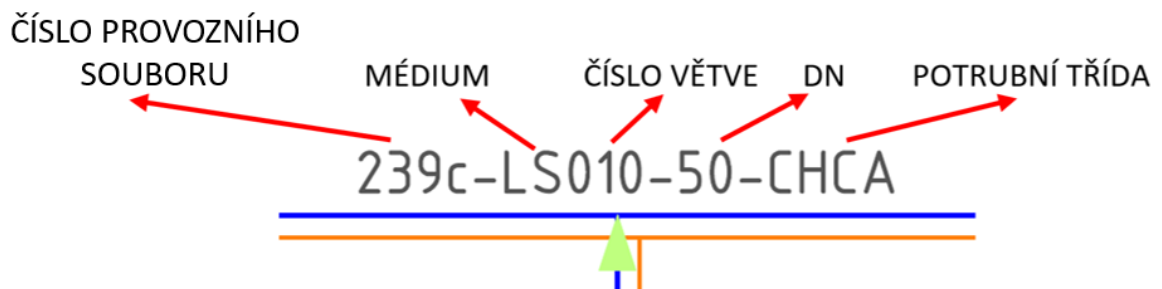 ČÍSLO PROVOZNÍHO
SOUBORU
MÉDIUM
ČÍSLO VĚTVE
DN
POTRUBNÍ TŘÍDA
239c-LS010-50-CHCA